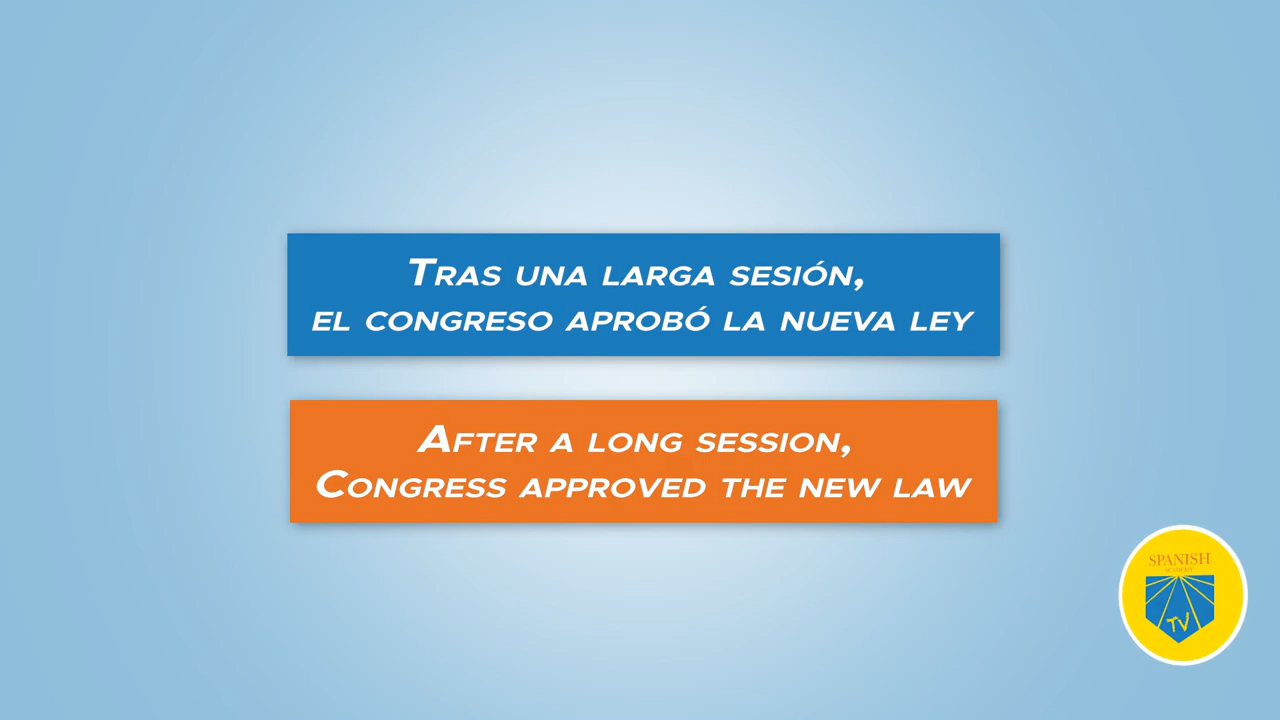 Tras una larga sesión,
el congreso aprobó la nueva ley
After a long session,
Congress approved the new law
SPANISH
ACADEMY
TV